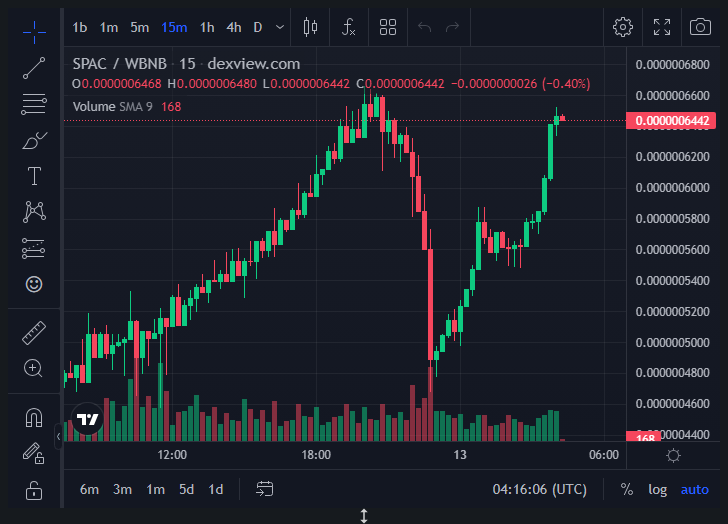 1b 1m 5m 15m 1h 4h D
SPAC / WBNB · 15 · dexview.com
O0.0000006468 H0.0000006480 L0.0000006442 C0.0000006442 −0.0000000026 (−0.40%)
Volume SMA 9 168
0.0000006800
0.0000006600
0.0000006442
0.0000006200
0.0000006000
0.0000005800
0.0000005600
0.0000005400
0.0000005200
0.0000005000
0.0000004800
0.0000004600
168
0.0000004400
12:00 18:00 13 06:00
6m 3m 1m 5d 1d 04:16:06 (UTC) % log auto